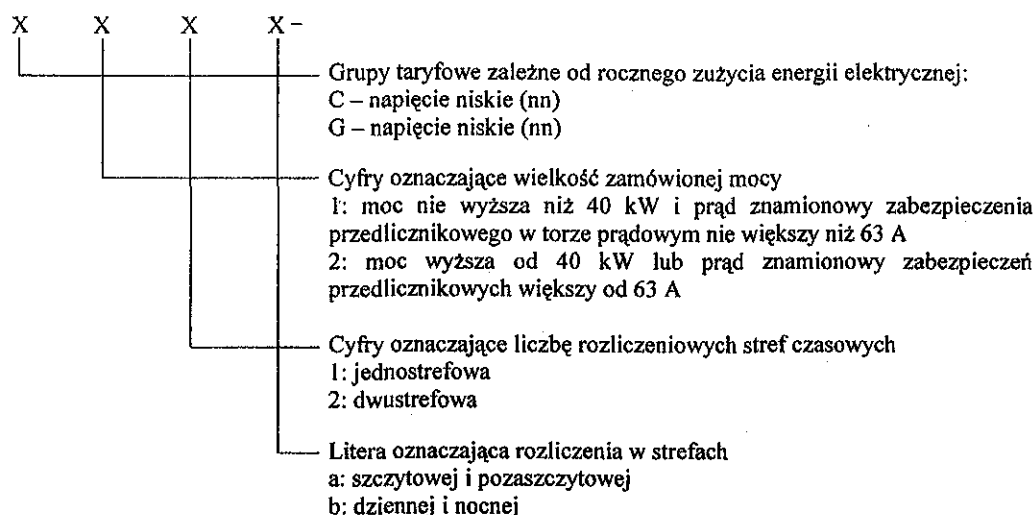 X X X X -
Grupy taryfowe zależne od rocznego zużycia energii elektrycznej:
C – napięcie niskie (nn)
G – napięcie niskie (nn)
Cyfry oznaczające wielkość zamówionej mocy
1: moc nie wyższa niż 40 kW i prąd znamionowy zabezpieczenia
przedlicznikowego w torze prądowym nie większy niż 63 A
2: moc wyższa od 40 kW lub prąd znamionowy zabezpieczeń
przedlicznikowych większy od 63 A
Cyfry oznaczające liczbę rozliczeniowych stref czasowych
1: jednostrefowa
2: dwustrefowa
Litera oznaczająca rozliczenia w strefach
a: szczytowej i pozaszczytowej
b: dziennej i nocnej